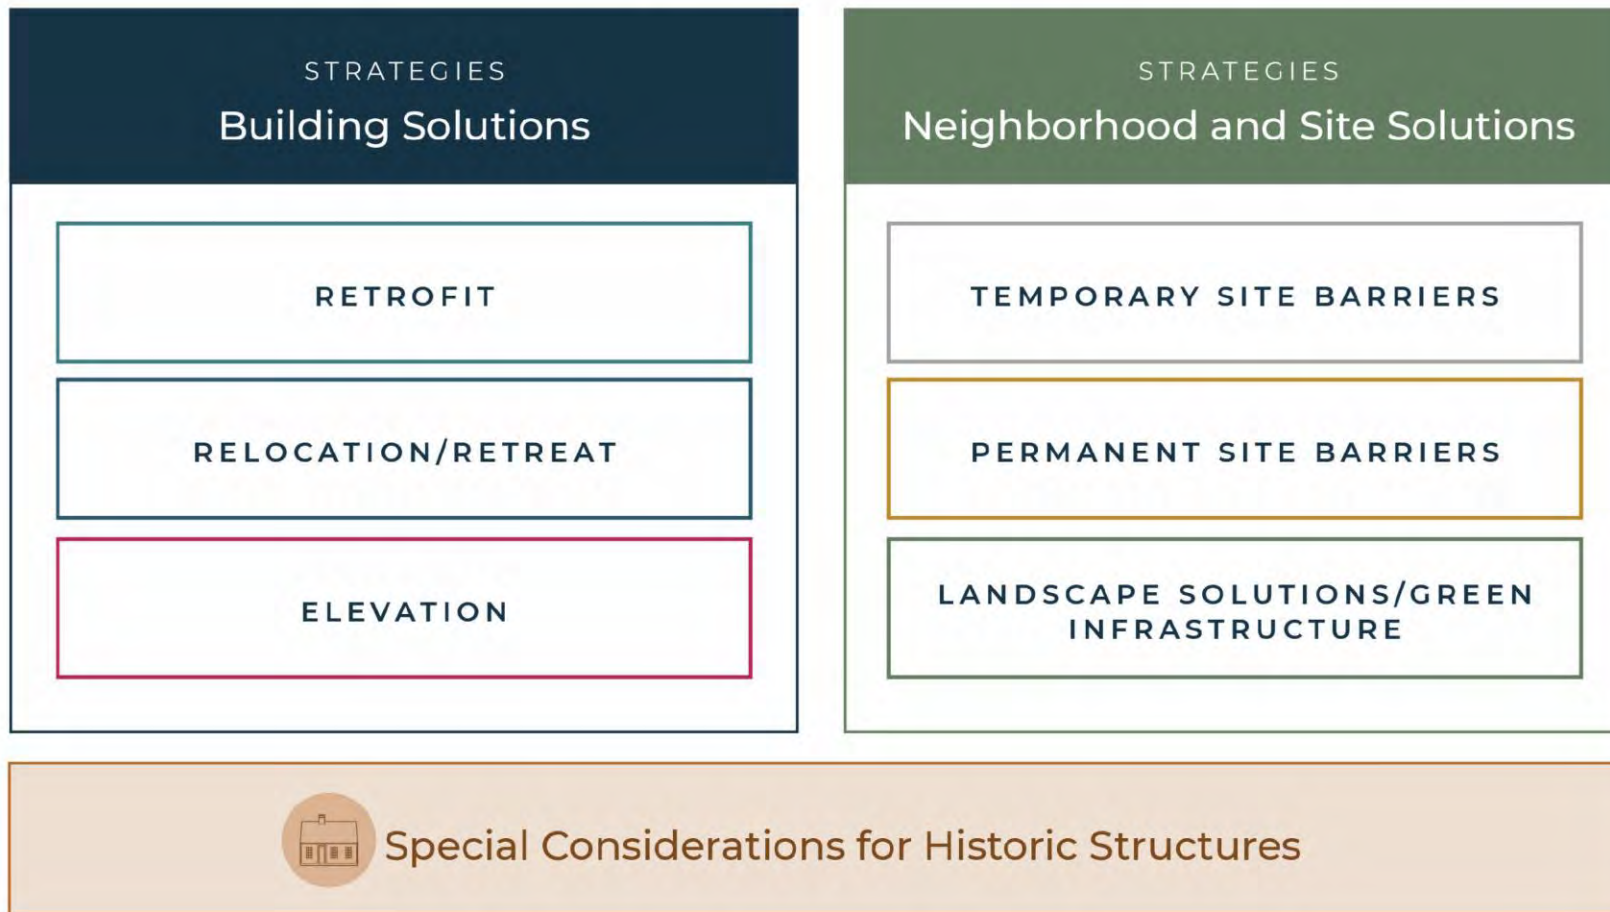 STRATEGIES
Building Solutions
RETROFIT
RELOCATION/RETREAT
ELEVATION
STRATEGIES
Neighborhood and Site Solutions
TEMPORARY SITE BARRIERS
PERMANENT SITE BARRIERS
LANDSCAPE SOLUTIONS/GREEN
INFRASTRUCTURE
Special Considerations for Historic Structures